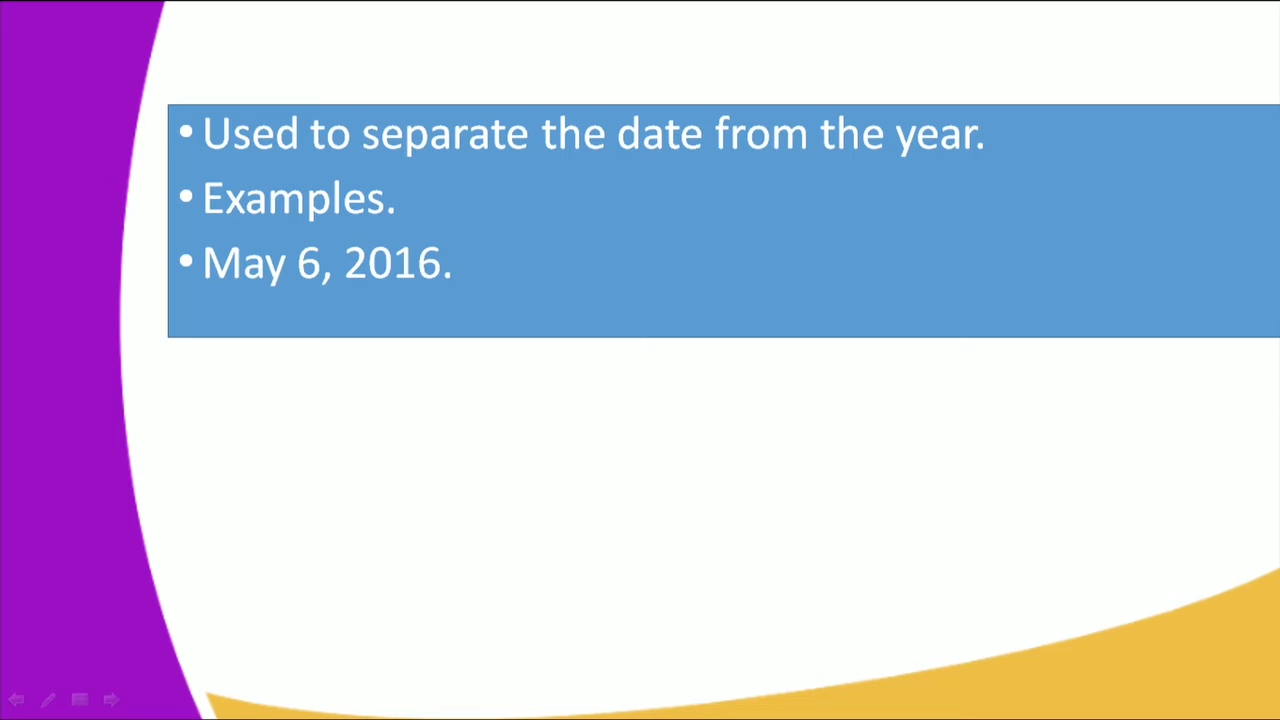 • Used to separate the date from the year.
• Examples.
• May 6, 2016.